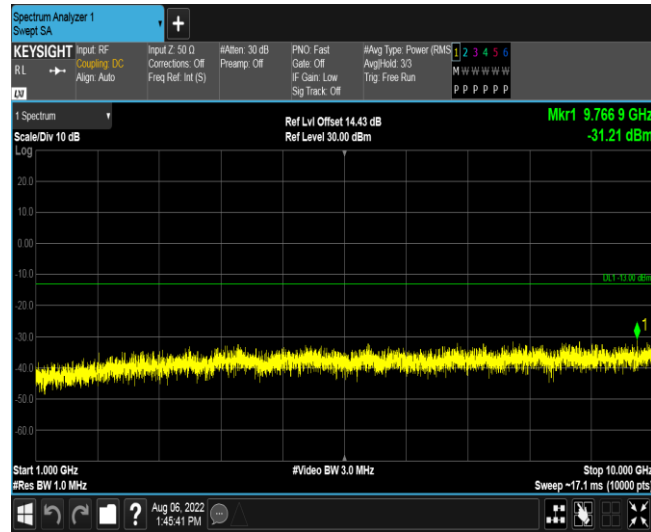 Spectrum Analyzer 1
Swept SA
KEYSIGHT
RL
LXI
Input: RF
Coupling: DC
Align: Auto
Input Z: 50 Ω
Corrections: Off
Freq Ref: Int (S)
#Atten: 30 dB
Preamp: Off
PNO: Fast
Gate: Off
IF Gain: Low
Sig Track: Off
#Avg Type: Power (RMS
Avg|Hold: 3/3
Trig: Free Run
1 2 3 4 5 6
M W W W W W
P P P P P P
1 Spectrum
Scale/Div 10 dB
Log
Ref Lvl Offset 14.43 dB
Ref Level 30.00 dBm
Mkr1 9.766 9 GHz
-31.21 dBm
20.0
10.0
0.00
-10.0
DL1 -13.00 dBm
-20.0
-30.0
1
-40.0
-50.0
-60.0
Start 1.000 GHz
#Res BW 1.0 MHz
#Video BW 3.0 MHz
Stop 10.000 GHz
Sweep ~17.1 ms (10000 pts
?
Aug 06, 2022
1:45:41 PM